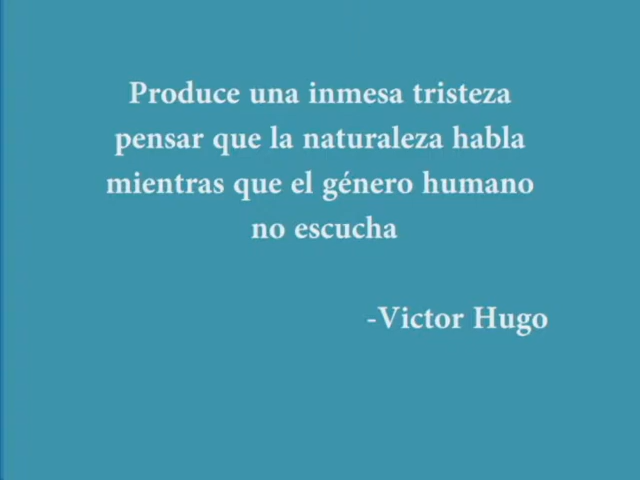 Produce una inmesa tristeza
pensar que la naturaleza habla
mientras que el género humano
no escucha
-Victor Hugo